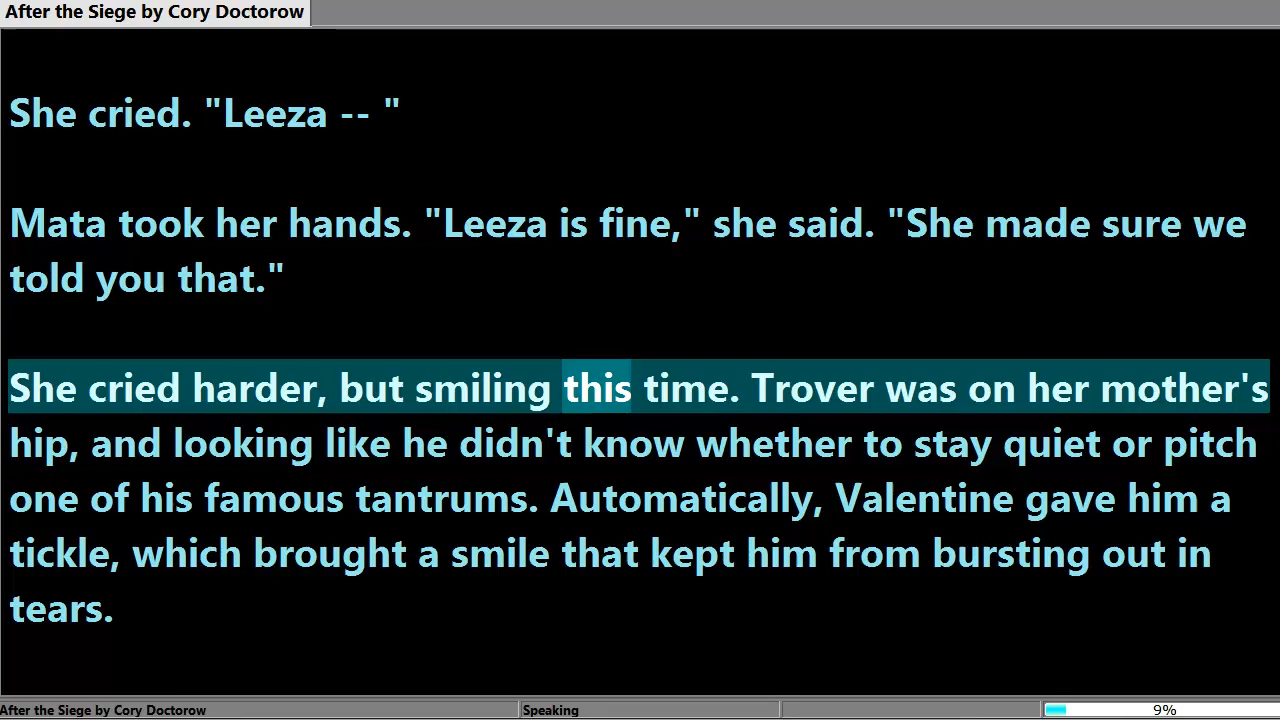 After the Siege by Cory Doctorow
She cried. "Leeza -- "
Mata took her hands. "Leeza is fine," she said. "She made sure we
told you that."
She cried harder, but smiling this time. Trover was on her mother's
hip, and looking like he didn't know whether to stay quiet or pitch
one of his famous tantrums. Automatically, Valentine gave him a
tickle, which brought a smile that kept him from bursting out in
tears.
After the Siege by Cory Doctorow
Speaking
9%